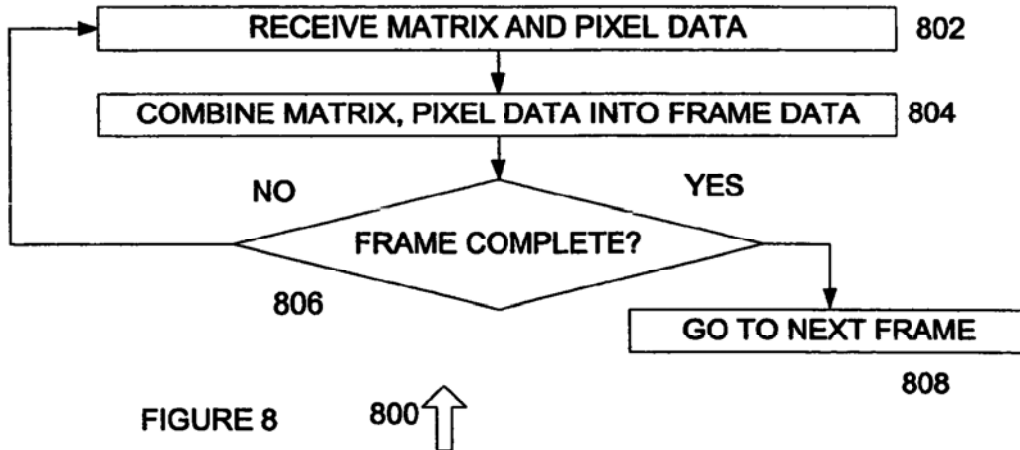 RECEIVE MATRIX AND PIXEL DATA 802
COMBINE MATRIX, PIXEL DATA INTO FRAME DATA 804
NO YES
FRAME COMPLETE?
806
GO TO NEXT FRAME
808
FIGURE 8 800